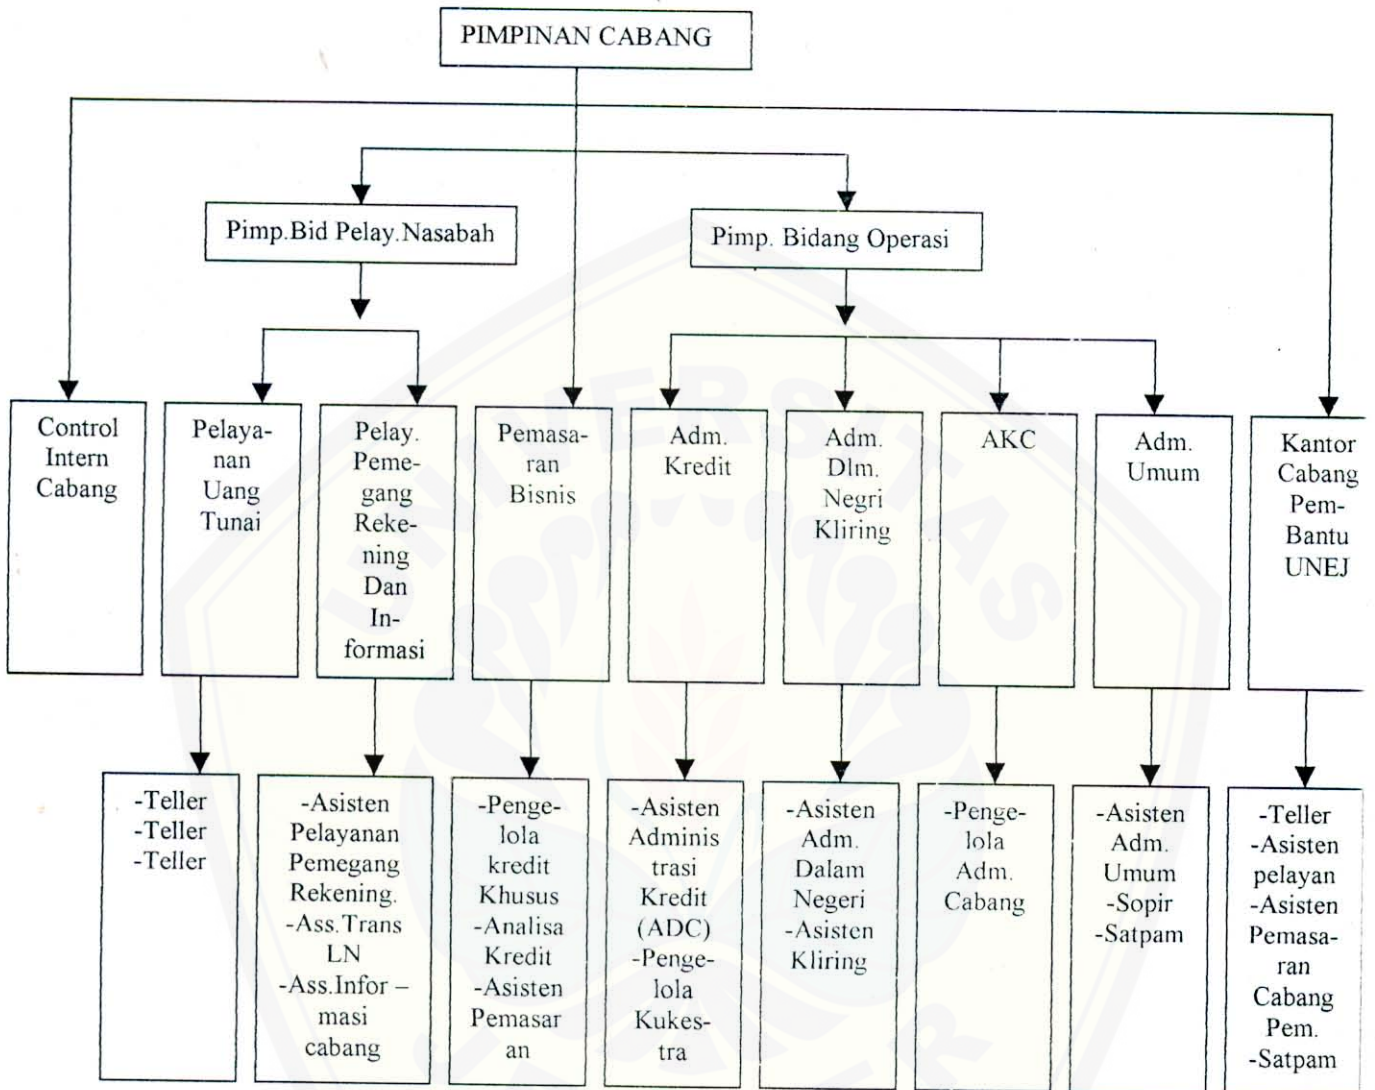 PIMPINAN CABANG
Pimp.Bid Pelay.Nasabah
Pimp. Bidang Operasi
Control
Intern
Cabang
Pelaya-
nan
Uang
Tunai
Pelay.
Peme-
gang
Reke-
ning
Dan
In-
formasi
Pemasa-
ran
Bisnis
Adm.
Kredit
Adm.
Dlm.
Negri
Kliring
AKC
Adm.
Umum
Kantor
Cabang
Pem-
Bantu
UNEJ
-Teller
-Teller
-Teller
-Asisten
Pelayanan
Pemegang
Rekening.
-Ass.Trans
LN
-Ass.Infor –
masi
cabang
-Penge-
lola
kredit
Khusus
-Analisa
Kredit
-Asisten
Pemasar
an
-Asisten
Adminis
trasi
Kredit
(ADC)
-Penge-
lola
Kukes-
tra
-Asisten
Adm.
Dalam
Negeri
-Asisten
Kliring
-Penge-
lola
Adm.
Cabang
-Asisten
Adm.
Umum
-Sopir
-Satpam
-Teller
-Asisten
pelayan
-Asisten
Pemasa-
ran
Cabang
Pem.
-Satpam
UNIVERSITAS